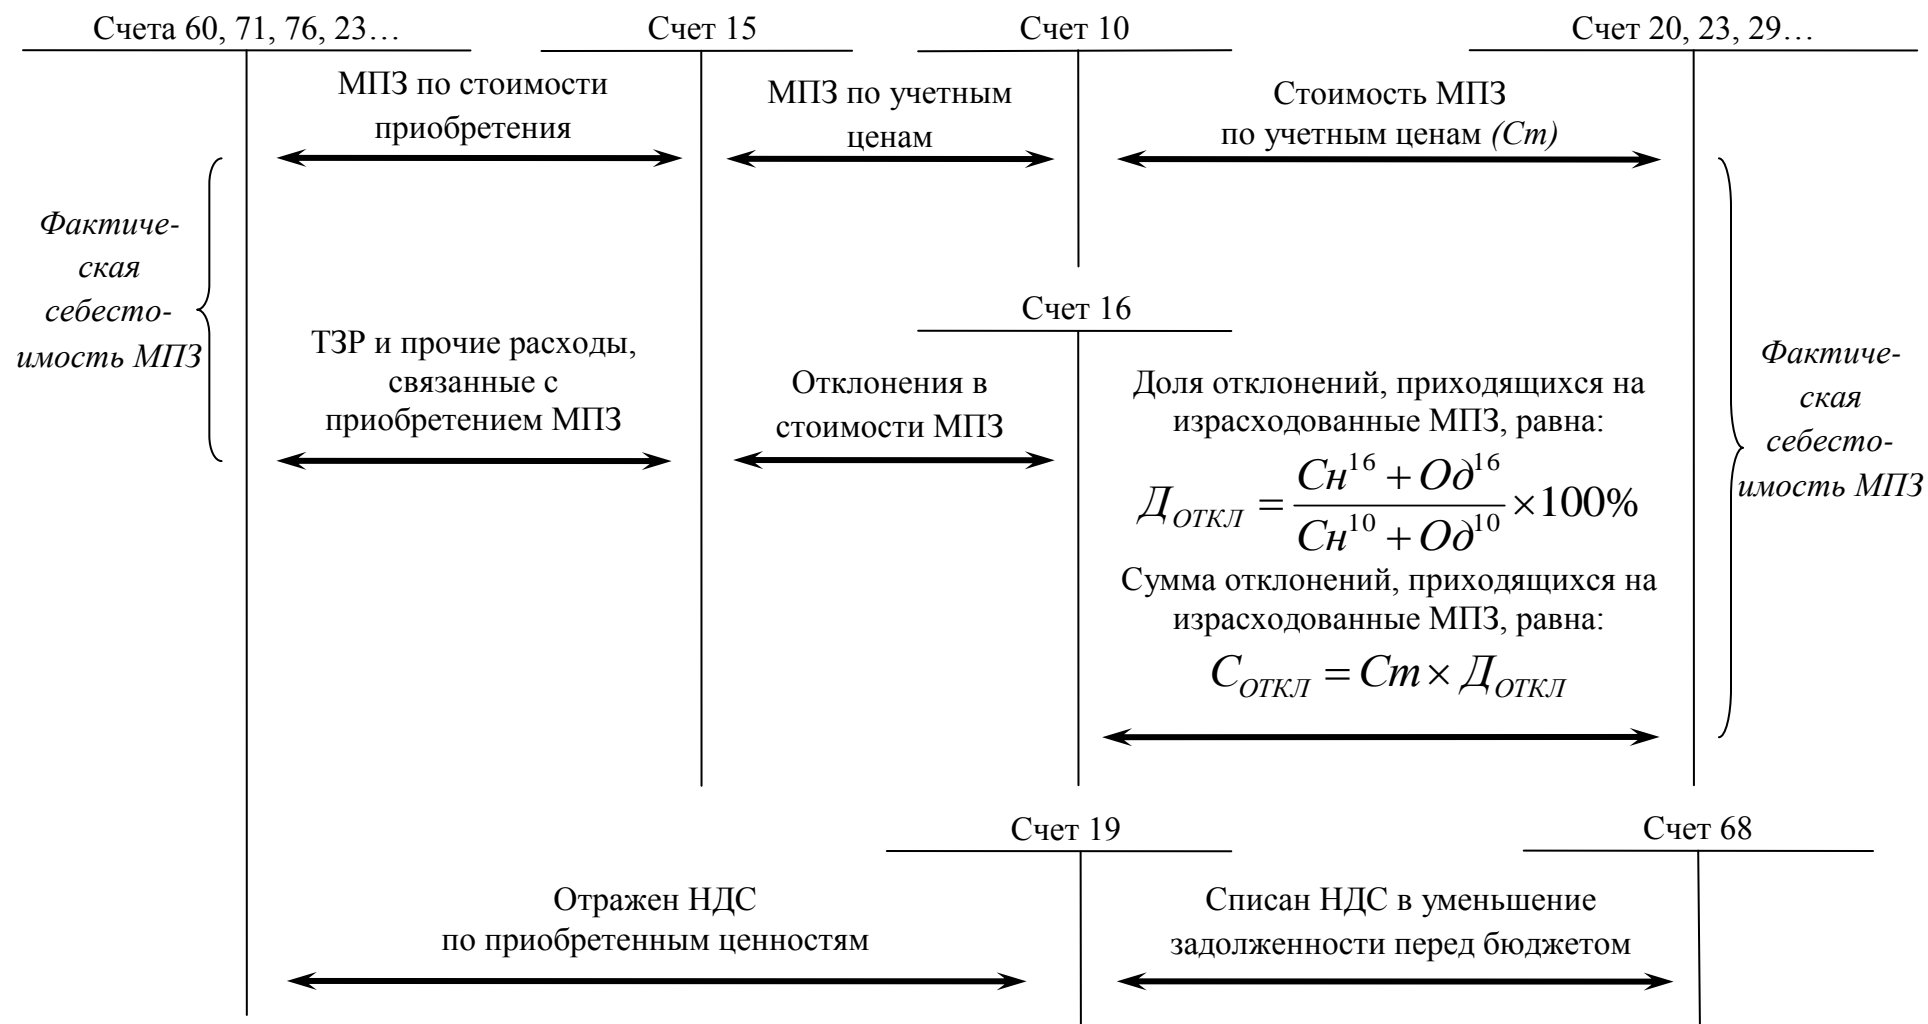 Счета 60, 71, 76, 23…
Счет 15
Счет 10
Счет 20, 23, 29…
МПЗ по стоимости
приобретения
МПЗ по учетным
ценам
Стоимость МПЗ
по учетным ценам (Ст)
Фактиче-
ская
себесто-
имость МПЗ
Счет 16
ТЗР и прочие расходы,
связанные с
приобретением МПЗ
Отклонения в
стоимости МПЗ
Доля отклонений, приходящихся на
израсходованные МПЗ, равна:
Д_ОТКЛ = (Сн^16 + Од^16) / (Сн^10 + Од^10) × 100%
Сумма отклонений, приходящихся на
израсходованные МПЗ, равна:
С_ОТКЛ = Ст × Д_ОТКЛ
Фактиче-
ская
себесто-
имость МПЗ
Счет 19
Счет 68
Отражен НДС
по приобретенным ценностям
Списан НДС в уменьшение
задолженности перед бюджетом